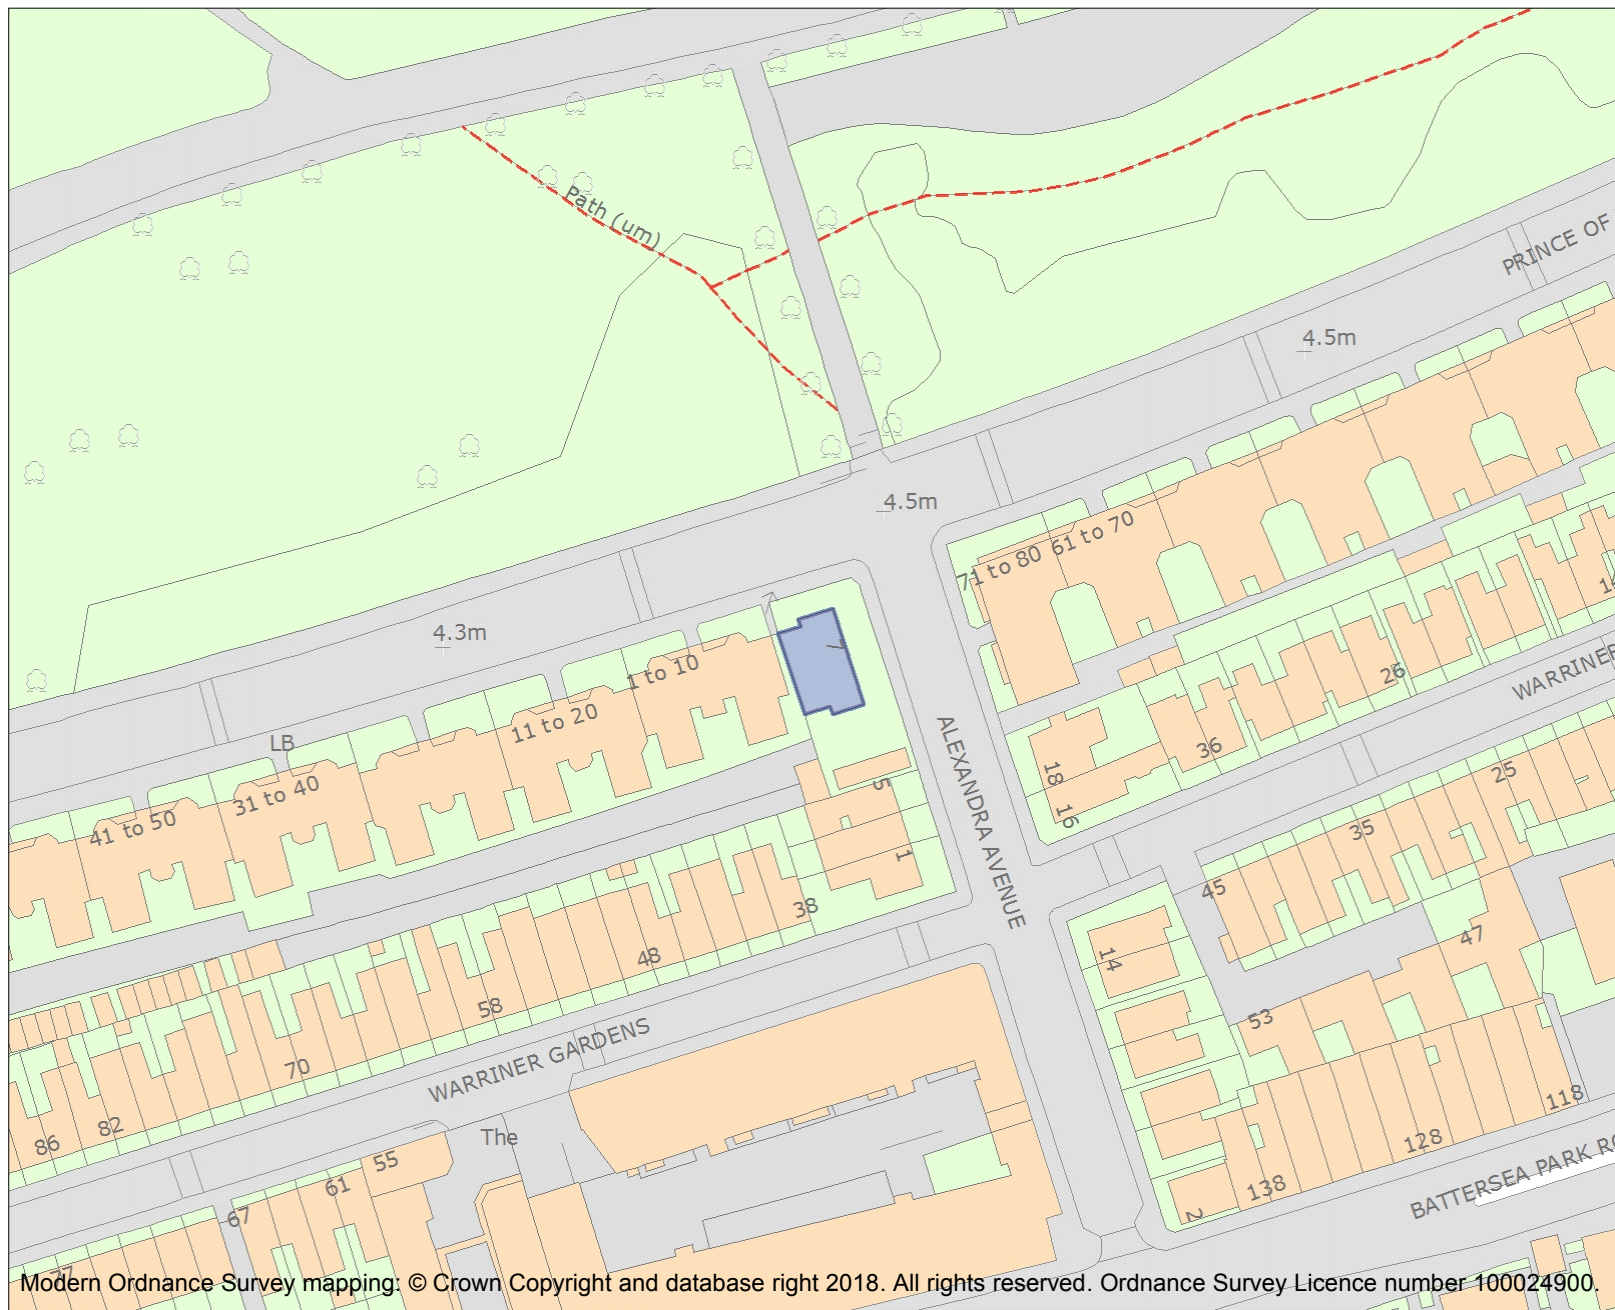 Path (um)
PRINCE OF
4.5m
4.5m
71 to 80
61 to 70
4.3m
7
1 to 10
11 to 20
LB
31 to 40
41 to 50
ALEXANDRA AVENUE
WARRINER
26
36
18
16
5
1
25
35
45
38
48
58
70
82
86
14
47
53
WARRINER GARDENS
The
55
61
67
77
118
128
138
2
BATTERSEA PARK RO
Modern Ordnance Survey mapping: © Crown Copyright and database right 2018. All rights reserved. Ordnance Survey Licence number 100024900.